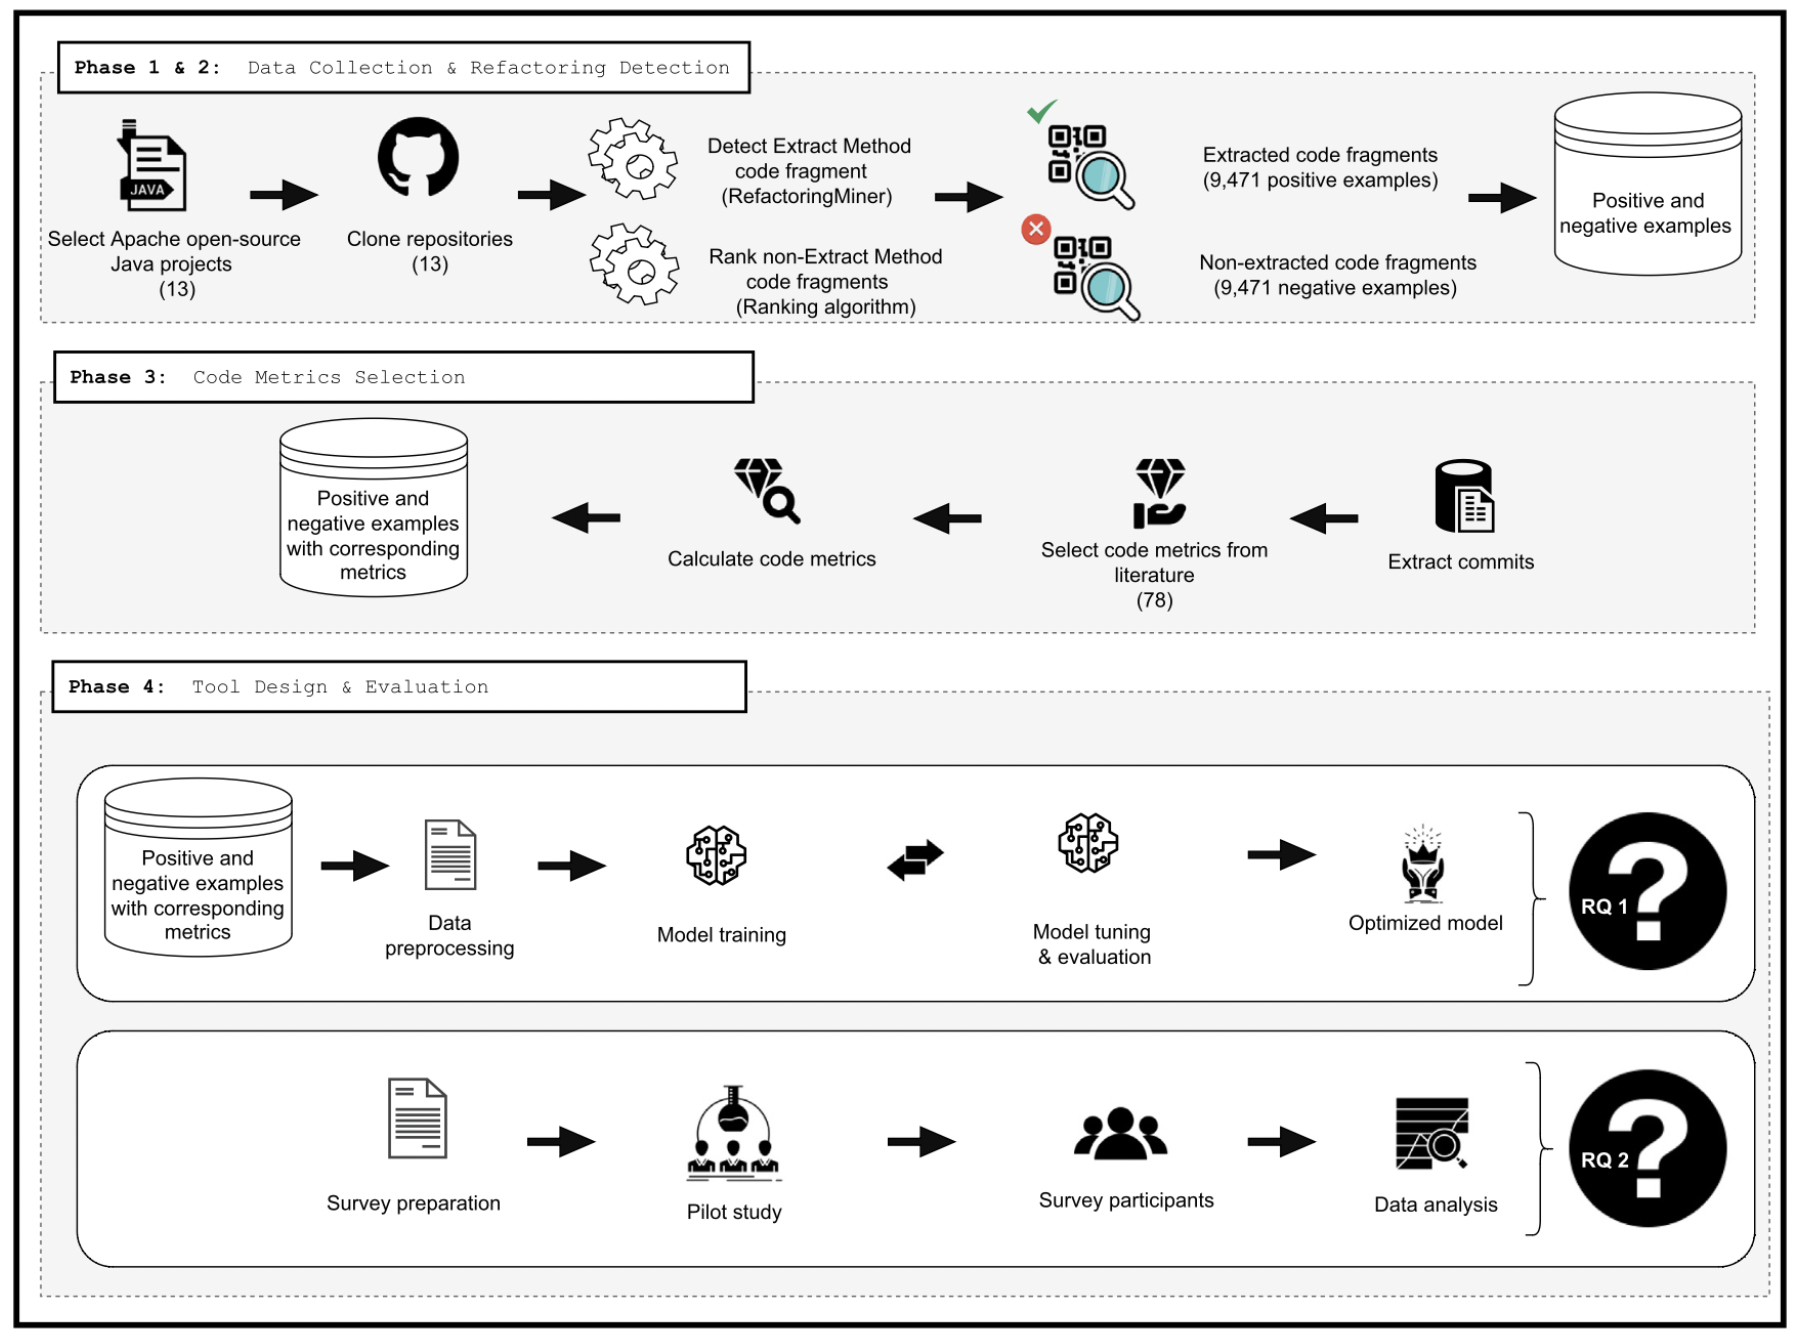 Phase 1 & 2: Data Collection & Refactoring Detection
JAVA
Select Apache open-source
Java projects
(13)
Clone repositories
(13)
Detect Extract Method
code fragment
(RefactoringMiner)
Rank non-Extract Method
code fragments
(Ranking algorithm)
Extracted code fragments
(9,471 positive examples)
Non-extracted code fragments
(9,471 negative examples)
Positive and
negative examples
Phase 3: Code Metrics Selection
Positive and
negative examples
with corresponding
metrics
Calculate code metrics
Select code metrics from
literature
(78)
Extract commits
Phase 4: Tool Design & Evaluation
Positive and
negative examples
with corresponding
metrics
Data
preprocessing
Model training
Model tuning
& evaluation
Optimized model
RQ 1
?
Survey preparation
Pilot study
Survey participants
Data analysis
RQ 2
?